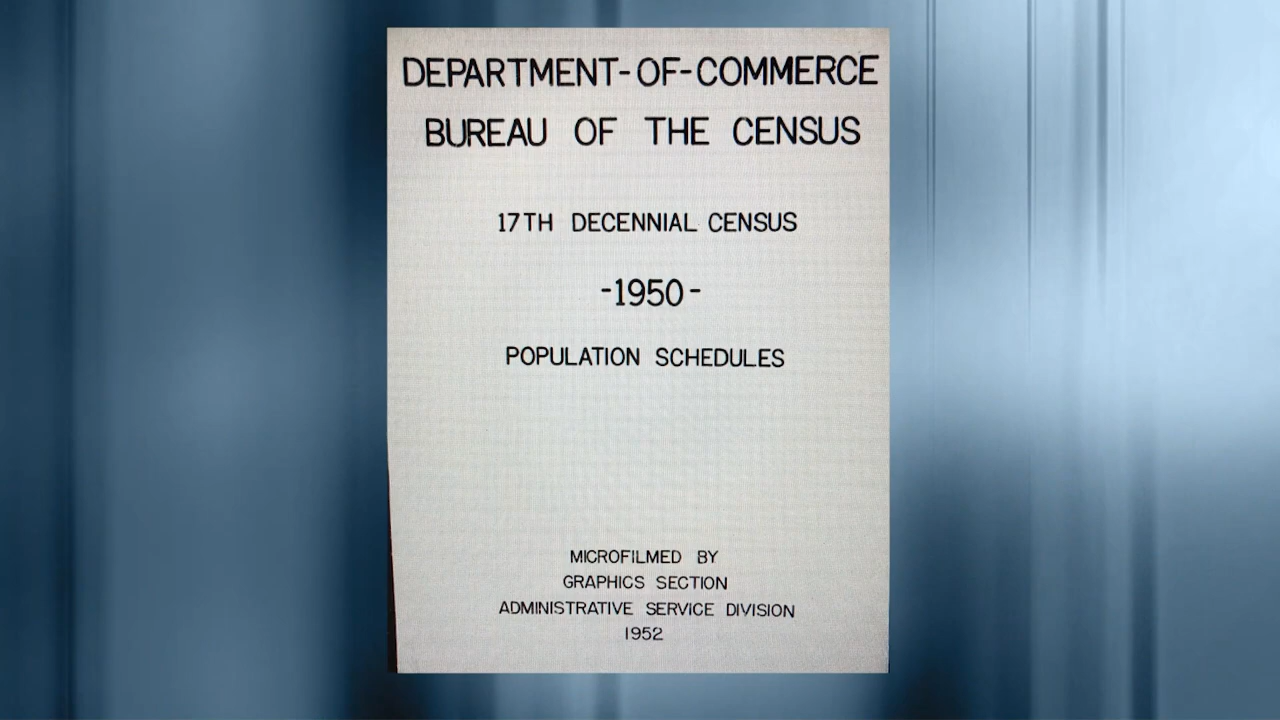 DEPARTMENT-OF-COMMERCE
BUREAU OF THE CENSUS
17TH DECENNIAL CENSUS
-1950-
POPULATION SCHEDULES
MICROFILMED BY
GRAPHICS SECTION
ADMINISTRATIVE SERVICE DIVISION
1952